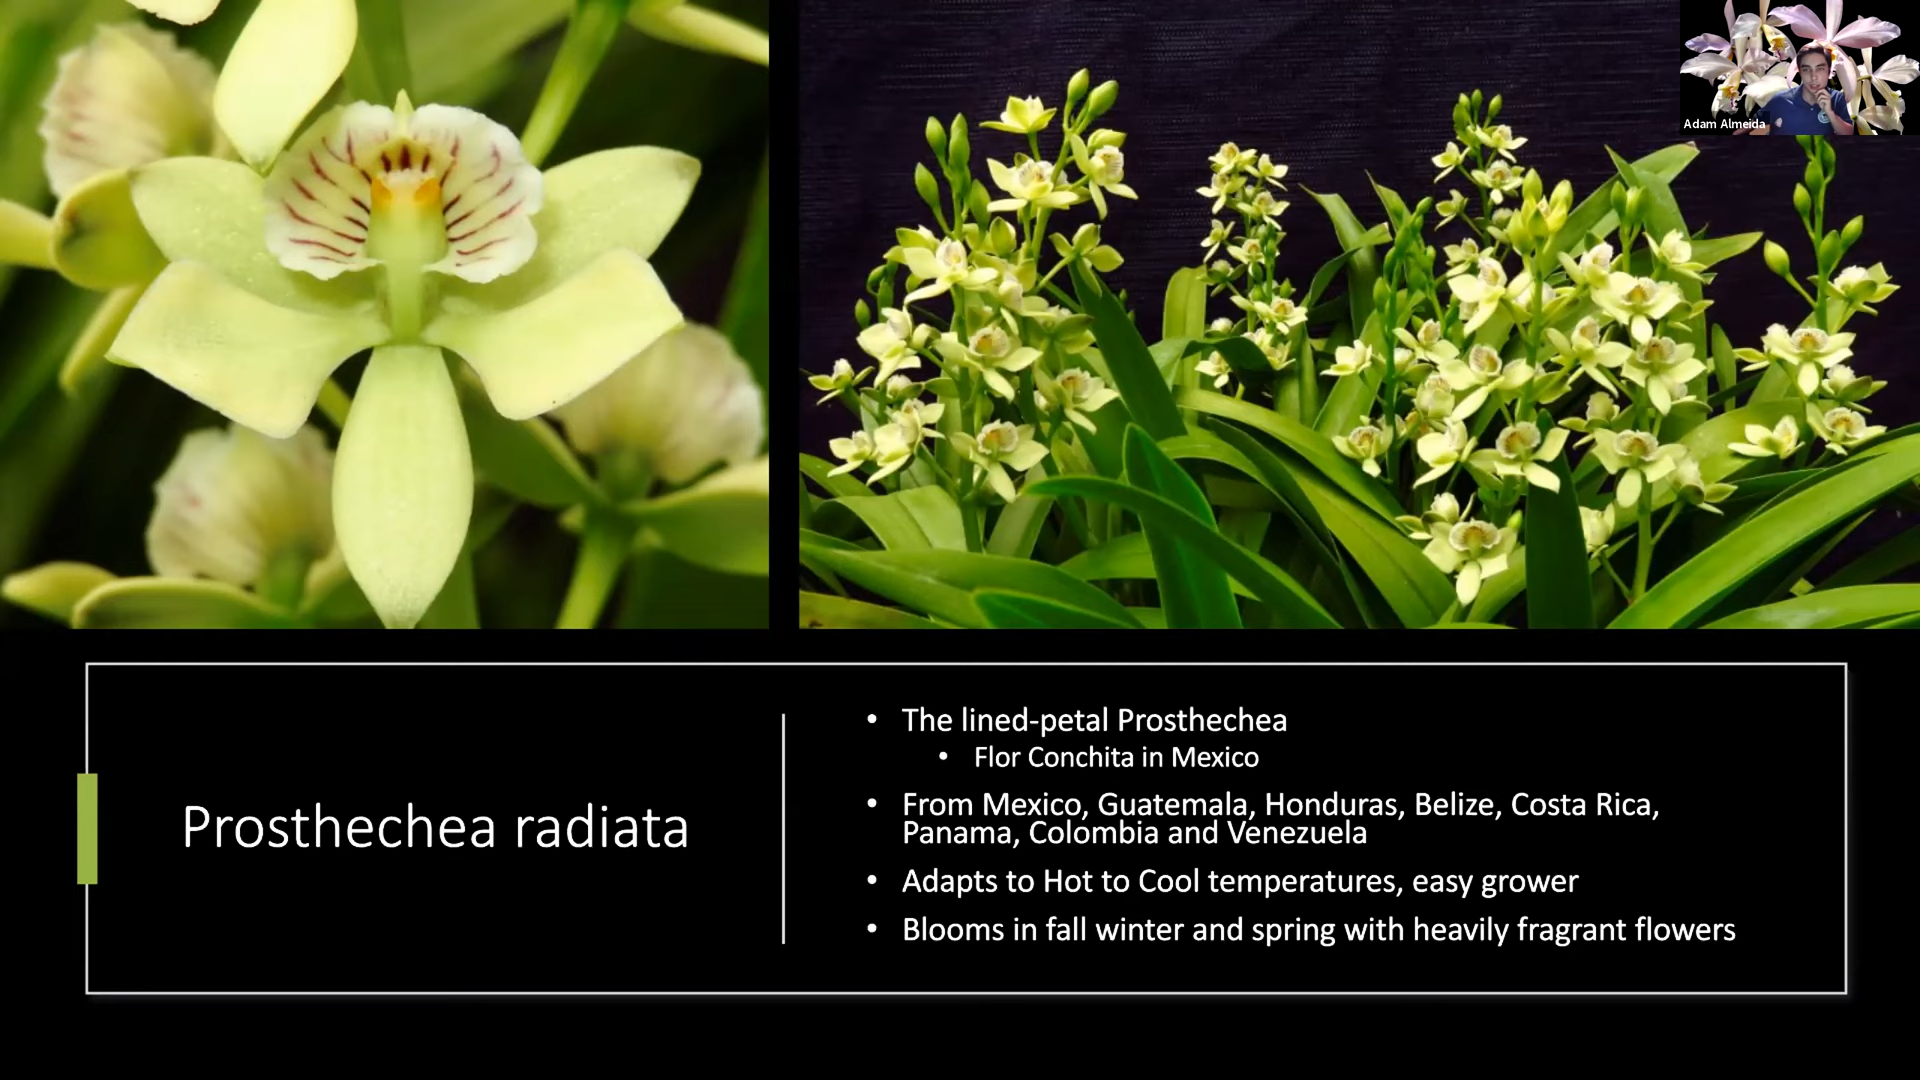 Adam Almeida
Prosthechea radiata
• The lined-petal Prosthechea
• Flor Conchita in Mexico
• From Mexico, Guatemala, Honduras, Belize, Costa Rica,
Panama, Colombia and Venezuela
• Adapts to Hot to Cool temperatures, easy grower
• Blooms in fall winter and spring with heavily fragrant flowers